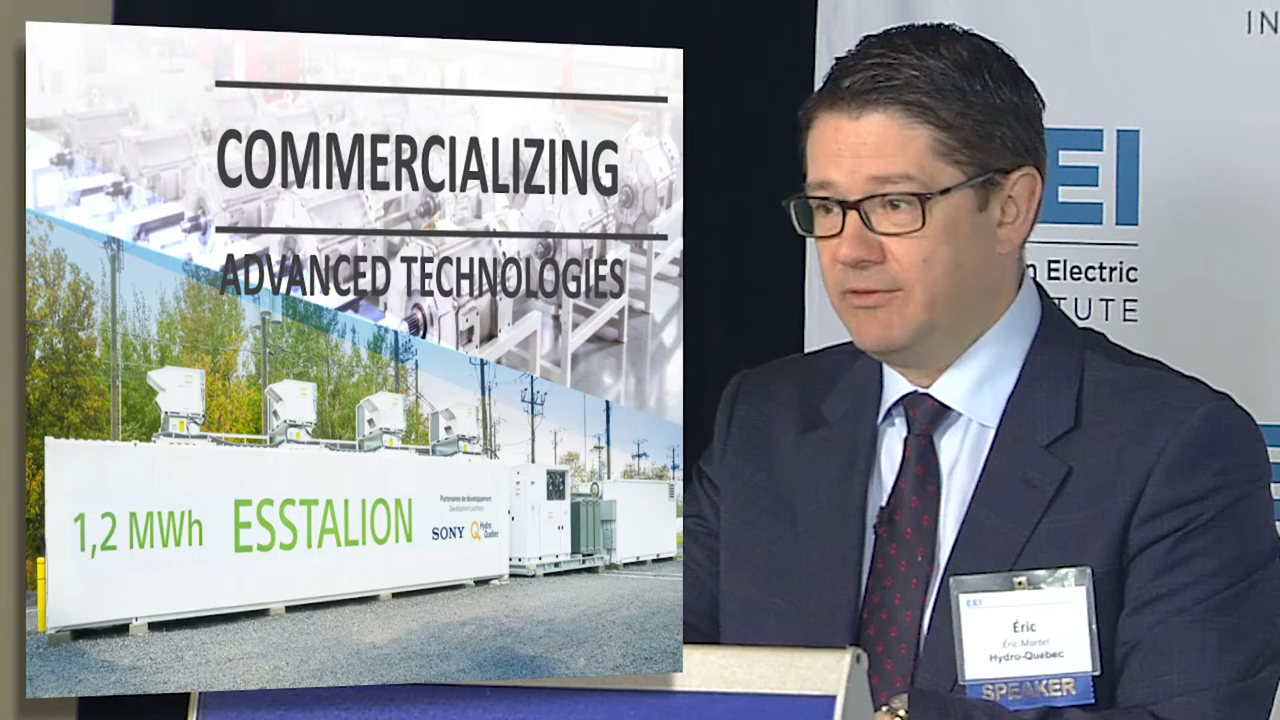 COMMERCIALIZING
ADVANCED TECHNOLOGIES
1,2 MWh ESSTALION
Partenaires de développement
Development partners
SONY
Hydro
Québec
IN
EEI
n Electric
UTE
EEI
Éric
Éric Martel
Hydro-Québec
SPEAKER